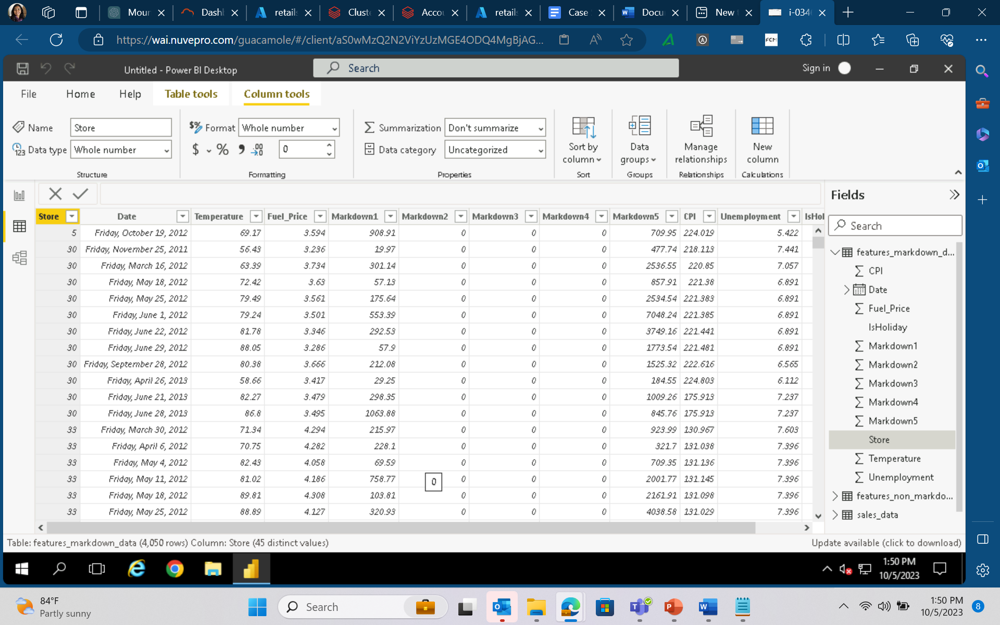 Moun
Dashl
retail:
Cluste
Accou
retail:
Case
Docu
New
i-034
https://wai.nuvepro.com/guacamole/#/client/aS0wMzQ2N2ViYzUzMGE4ODQ4MgBjAG...
FCM
Untitled - Power BI Desktop
Search
Sign in
File Home Help Table tools Column tools
Name Store
Format Whole number
Summarization Don't summarize
Data type Whole number
$ % 0
Data category Uncategorized
Sort by column
Data groups
Manage relationships
New column
Structure Formatting Properties Sort Groups Relationships Calculations
Fields
Store Date Temperature Fuel_Price Markdown1 Markdown2 Markdown3 Markdown4 Markdown5 CPI Unemployment IsHol
5 Friday, October 19, 2012 69.17 3.594 908.91 0 0 0 709.95 224.019 5.422
30 Friday, November 25, 2011 56.43 3.236 19.97 0 0 0 477.74 218.113 7.441
30 Friday, March 16, 2012 63.39 3.734 301.14 0 0 0 2536.55 220.85 7.057
30 Friday, May 18, 2012 72.42 3.63 57.13 0 0 0 857.91 221.38 6.891
30 Friday, May 25, 2012 79.49 3.561 175.64 0 0 0 2534.54 221.383 6.891
30 Friday, June 1, 2012 79.24 3.501 553.39 0 0 0 7048.24 221.385 6.891
30 Friday, June 22, 2012 81.78 3.346 292.53 0 0 0 3749.16 221.441 6.891
30 Friday, June 29, 2012 88.05 3.286 57.9 0 0 0 1773.54 221.481 6.891
30 Friday, September 28, 2012 80.38 3.666 212.08 0 0 0 1525.32 222.616 6.565
30 Friday, April 26, 2013 58.66 3.417 29.25 0 0 0 184.55 224.803 6.112
30 Friday, June 21, 2013 82.27 3.479 298.35 0 0 0 1009.26 175.913 7.237
30 Friday, June 28, 2013 86.8 3.495 1063.88 0 0 0 845.76 175.913 7.237
33 Friday, March 30, 2012 71.34 4.294 215.97 0 0 0 923.99 130.967 7.603
33 Friday, April 6, 2012 70.75 4.282 228.1 0 0 0 321.7 131.038 7.396
33 Friday, May 4, 2012 82.43 4.058 69.59 0 0 0 709.35 131.136 7.396
33 Friday, May 11, 2012 81.02 4.186 758.77 0 0 0 2001.77 131.145 7.396
0
33 Friday, May 18, 2012 89.81 4.308 103.81 0 0 0 2161.91 131.098 7.396
33 Friday, May 25, 2012 88.89 4.127 320.93 0 0 0 4038.58 131.029 7.396
Search
features_markdown_d...
CPI
Date
Fuel_Price
IsHoliday
Markdown1
Markdown2
Markdown3
Markdown4
Markdown5
Store
Temperature
Unemployment
features_non_markdo...
sales_data
Table: features_markdown_data (4,050 rows) Column: Store (45 distinct values)
Update available (click to download)
1:50 PM
10/5/2023
84°F
Partly sunny
Search
1:50 PM
10/5/2023
8